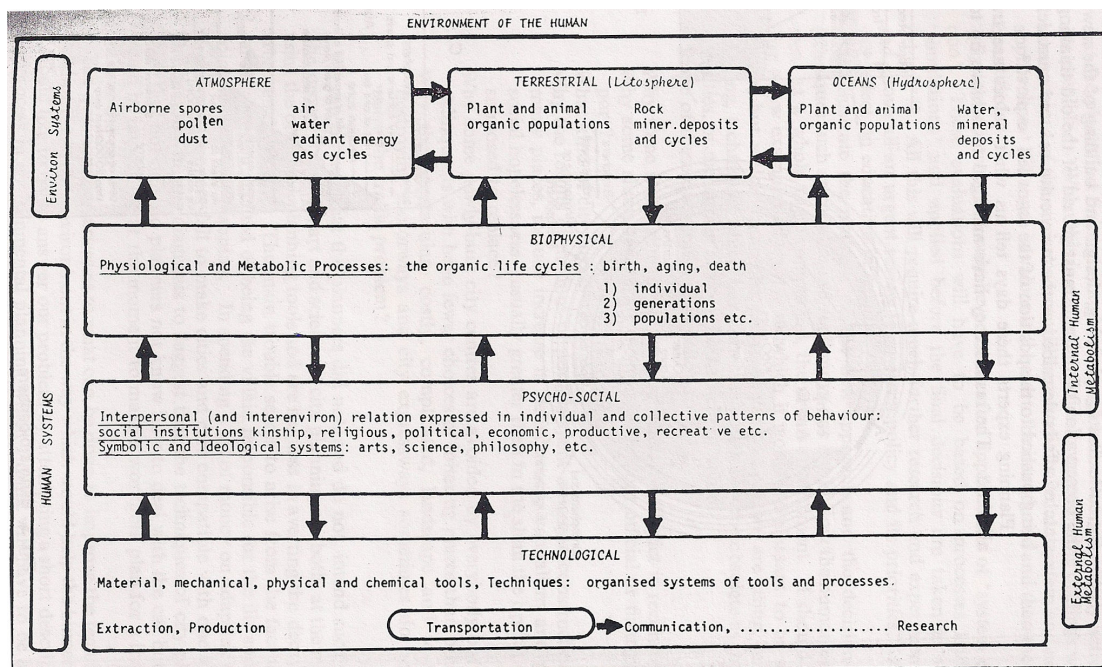 ENVIRONMENT OF THE HUMAN
Environ Systems
ATMOSPHERE
Airborne spores
pollen
dust
air
water
radiant energy
gas cycles
TERRESTRIAL (Litosphere)
Plant and animal
organic populations
Rock
miner.deposits
and cycles
OCEANS (Hydrosphere)
Plant and animal
organic populations
Water,
mineral
deposits
and cycles
HUMAN SYSTEMS
BIOPHYSICAL
Physiological and Metabolic Processes: the organic life cycles : birth, aging, death
1) individual
2) generations
3) populations etc.
Internal Human
Metabolism
PSYCHO-SOCIAL
Interpersonal (and interenviron) relation expressed in individual and collective patterns of behaviour:
social institutions kinship, religious, political, economic, productive, recreat ve etc.
Symbolic and Ideological systems: arts, science, philosophy, etc.
External Human
Metabolism
TECHNOLOGICAL
Material, mechanical, physical and chemical tools, Techniques: organised systems of tools and processes.
Extraction, Production Transportation Communication, .................... Research